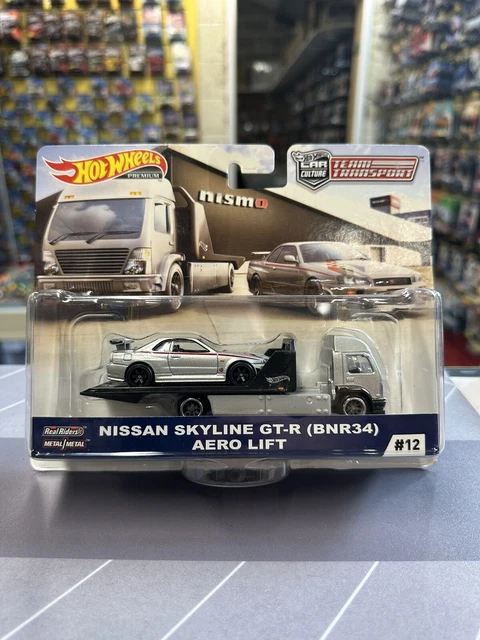 HOT WHEELS
PREMIUM
CAR
CULTURE
TEAM
TRANSPORT
nismo
Real Riders
METAL/METAL
NISSAN SKYLINE GT-R (BNR34)
AERO LIFT
#12